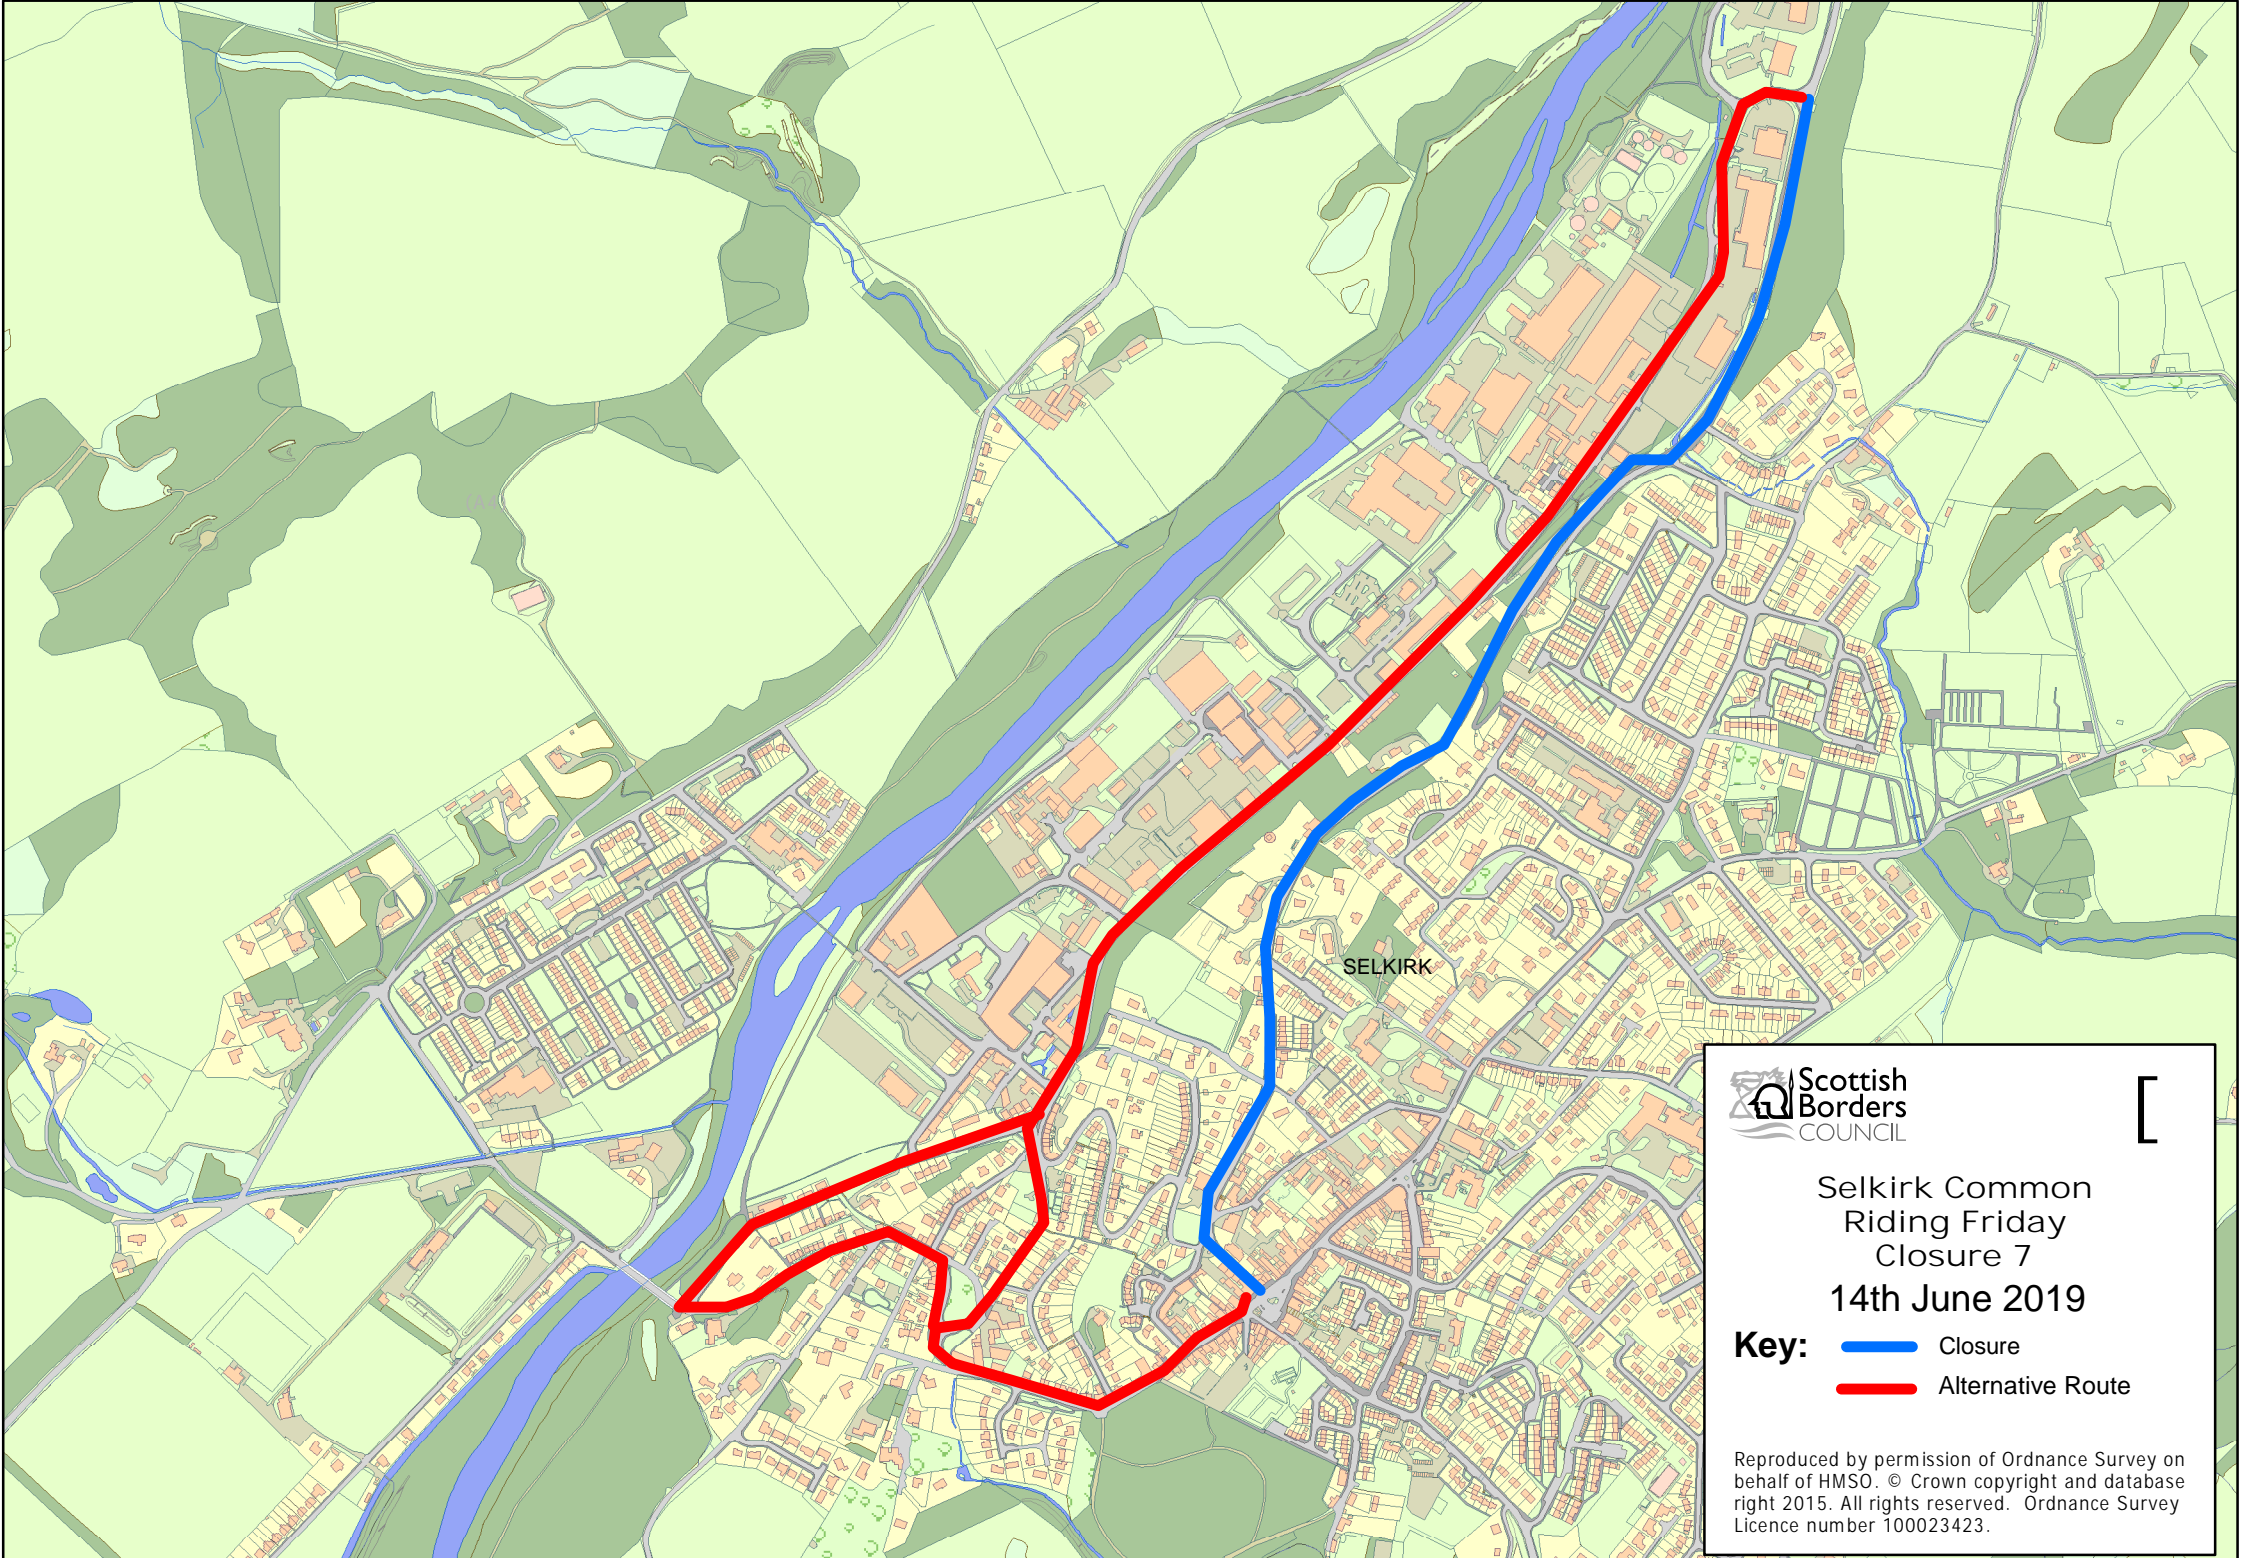 SELKIRK
Scottish
Borders
COUNCIL
[
Selkirk Common
Riding Friday
Closure 7
14th June 2019
Key:
Closure
Alternative Route
Reproduced by permission of Ordnance Survey on
behalf of HMSO. © Crown copyright and database
right 2015. All rights reserved. Ordnance Survey
Licence number 100023423.